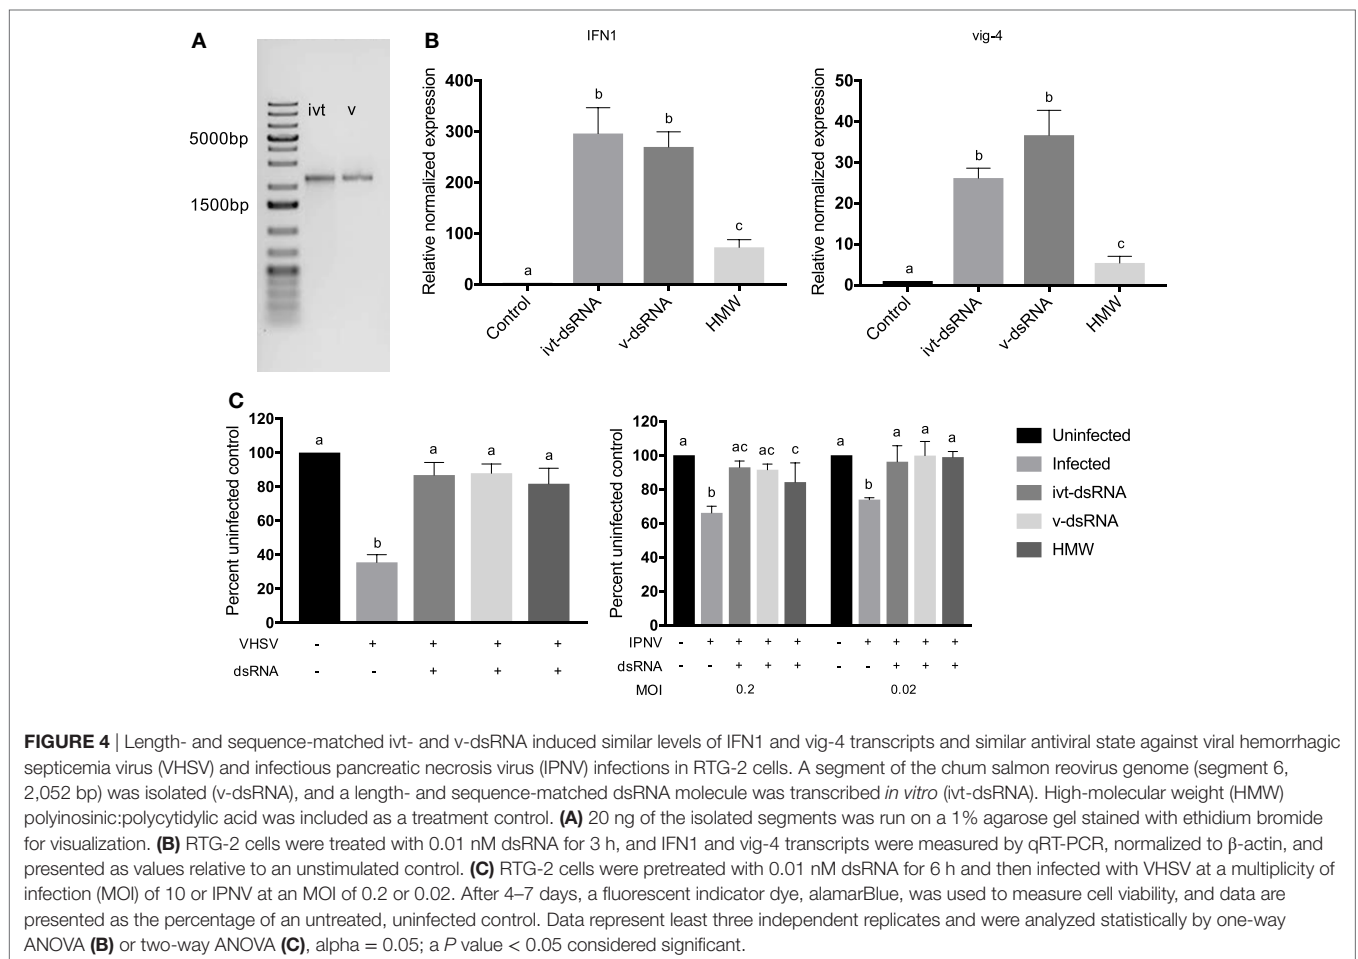 A
ivt v
5000bp
1500bp
B
IFN1
Relative normalized expression
400
300
200
100
0
a
b
b
c
Control
ivt-dsRNA
v-dsRNA
HMW
vig-4
Relative normalized expression
50
40
30
20
10
0
a
b
b
c
Control
ivt-dsRNA
v-dsRNA
HMW
C
Percent uninfected control
120
100
80
60
40
20
0
a
b
a
a
a
VHSV - + + + +
dsRNA - - + + +
Percent uninfected control
120
100
80
60
40
20
0
a b ac ac c a b a a a
IPNV - + + + + - + + + +
dsRNA - - + + + - - + + +
MOI 0.2 0.02
Uninfected
Infected
ivt-dsRNA
v-dsRNA
HMW
FIGURE 4 | Length- and sequence-matched ivt- and v-dsRNA induced similar levels of IFN1 and vig-4 transcripts and similar antiviral state against viral hemorrhagic
septicemia virus (VHSV) and infectious pancreatic necrosis virus (IPNV) infections in RTG-2 cells. A segment of the chum salmon reovirus genome (segment 6,
2,052 bp) was isolated (v-dsRNA), and a length- and sequence-matched dsRNA molecule was transcribed in vitro (ivt-dsRNA). High-molecular weight (HMW)
polyinosinic:polycytidylic acid was included as a treatment control. (A) 20 ng of the isolated segments was run on a 1% agarose gel stained with ethidium bromide
for visualization. (B) RTG-2 cells were treated with 0.01 nM dsRNA for 3 h, and IFN1 and vig-4 transcripts were measured by qRT-PCR, normalized to β-actin, and
presented as values relative to an unstimulated control. (C) RTG-2 cells were pretreated with 0.01 nM dsRNA for 6 h and then infected with VHSV at a multiplicity of
infection (MOI) of 10 or IPNV at an MOI of 0.2 or 0.02. After 4–7 days, a fluorescent indicator dye, alamarBlue, was used to measure cell viability, and data are
presented as the percentage of an untreated, uninfected control. Data represent least three independent replicates and were analyzed statistically by one-way
ANOVA (B) or two-way ANOVA (C), alpha = 0.05; a P value < 0.05 considered significant.